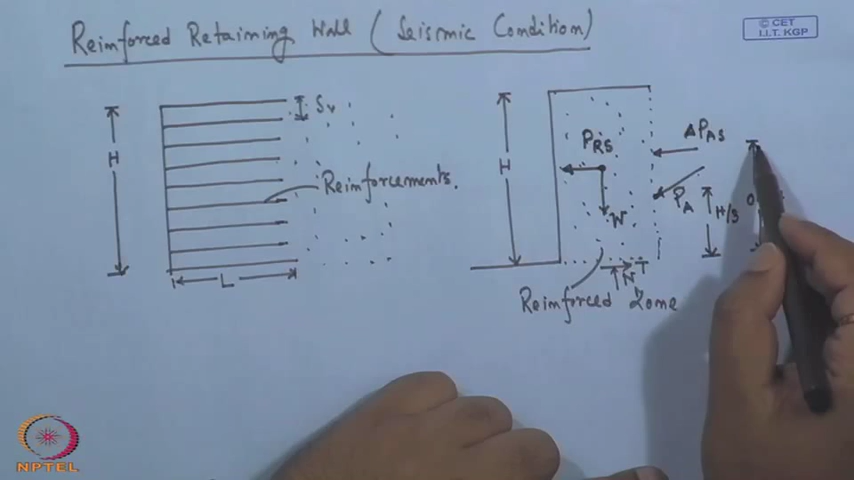 Reinforced Retaining Wall (Seismic Condition)
© CET
I.I.T. KGP
H
Sv
Reinforcements.
L
H
PRS
W
ΔPAS
PA
H/3
T
N
Reinforced Zone
NPTEL